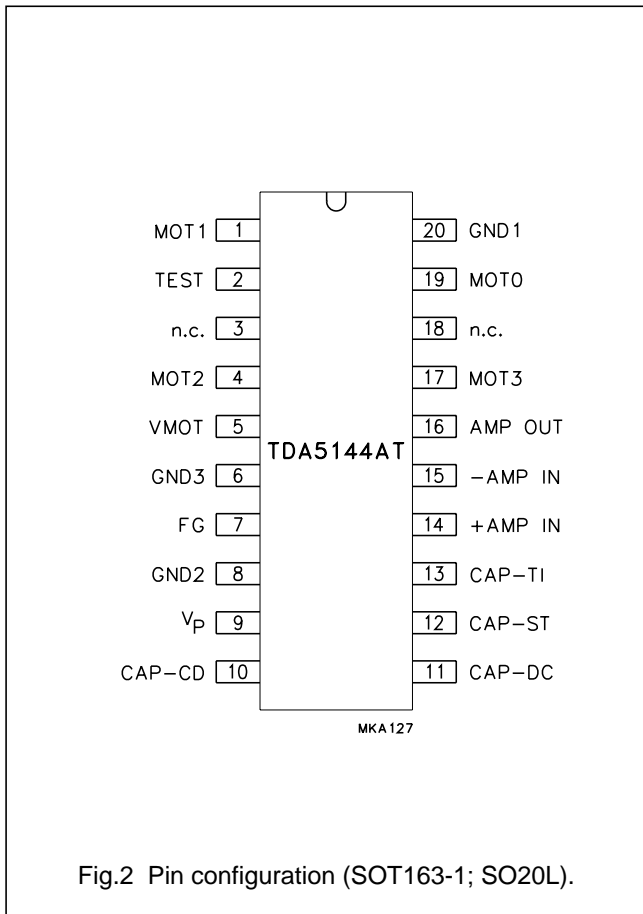 MOT1 1 20 GND1
TEST 2 19 MOT0
n.c. 3 18 n.c.
MOT2 4 17 MOT3
VMOT 5 16 AMP OUT
TDA5144AT
GND3 6 15 -AMP IN
FG 7 14 +AMP IN
GND2 8 13 CAP-TI
VP 9 12 CAP-ST
CAP-CD 10 11 CAP-DC
MKA127
Fig.2 Pin configuration (SOT163-1; SO20L).